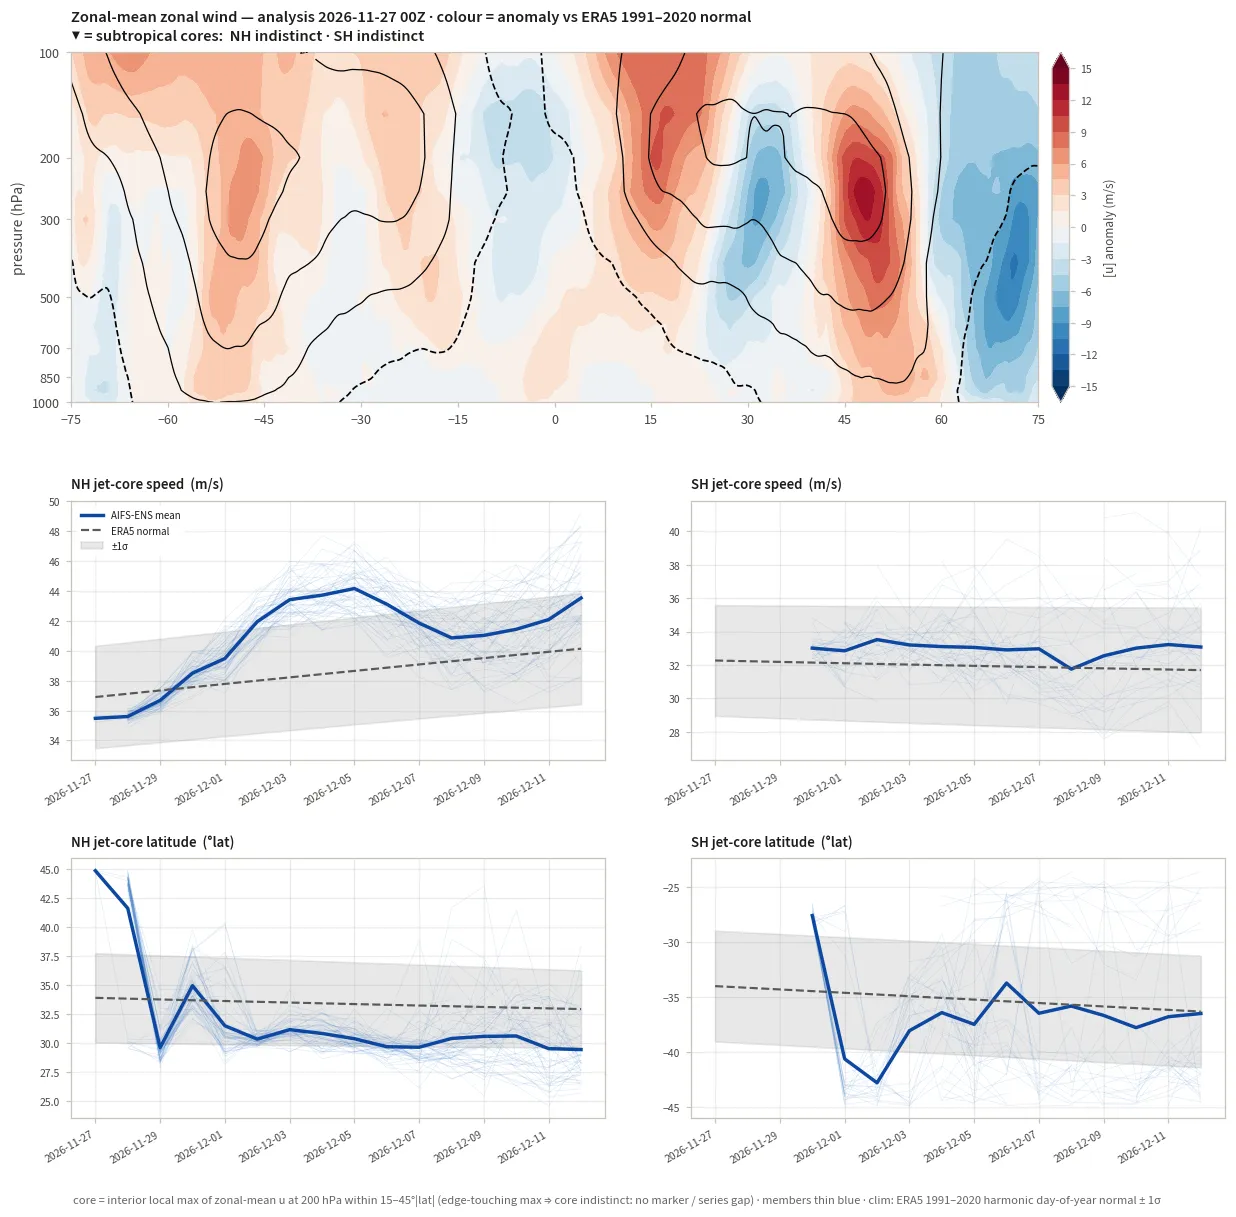 Zonal-mean zonal wind — analysis 2026-11-27 00Z · colour = anomaly vs ERA5 1991–2020 normal
▼ = subtropical cores:  NH indistinct · SH indistinct
pressure (hPa)
100
200
300
400
500
700
850
1000
−75 −60 −45 −30 −15 0 15 30 45 60 75
15
12
9
6
3
0
−3
−6
−9
−12
−15
[u] anomaly (m/s)
NH jet-core speed  (m/s)
50
48
46
44
42
40
38
36
34
AIFS-ENS mean
ERA5 normal
±1σ
2026-11-27 2026-11-29 2026-12-01 2026-12-03 2026-12-05 2026-12-07 2026-12-09 2026-12-11
SH jet-core speed  (m/s)
40
38
36
34
32
30
28
2026-11-27 2026-11-29 2026-12-01 2026-12-03 2026-12-05 2026-12-07 2026-12-09 2026-12-11
NH jet-core latitude  (°lat)
45.0
42.5
40.0
37.5
35.0
32.5
30.0
27.5
25.0
2026-11-27 2026-11-29 2026-12-01 2026-12-03 2026-12-05 2026-12-07 2026-12-09 2026-12-11
SH jet-core latitude  (°lat)
−25
−30
−35
−40
−45
2026-11-27 2026-11-29 2026-12-01 2026-12-03 2026-12-05 2026-12-07 2026-12-09 2026-12-11
core = interior local max of zonal-mean u at 200 hPa within 15–45°|lat| (edge-touching max ⇒ core indistinct: no marker / series gap) · members thin blue · clim: ERA5 1991–2020 harmonic day-of-year normal ± 1σ